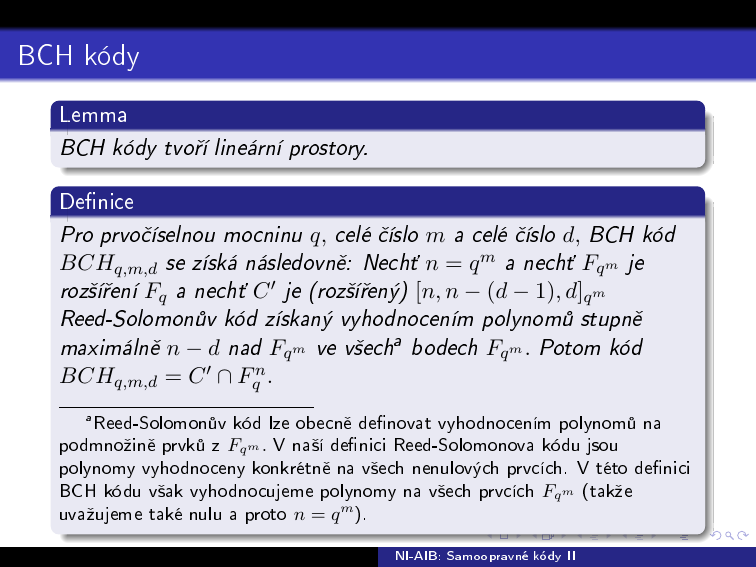 BCH kódy
Lemma
BCH kódy tvoří lineární prostory.
Definice
Pro prvočíselnou mocninu q, celé číslo m a celé číslo d, BCH kód
BCH_{q,m,d} se získá následovně: Nechť n = q^m a nechť F_{q^m} je
rozšíření F_q a nechť C′ je (rozšířený) [n, n − (d − 1), d]_{q^m}
Reed-Solomonův kód získaný vyhodnocením polynomů stupně
maximálně n − d nad F_{q^m} ve všech^a bodech F_{q^m}. Potom kód
BCH_{q,m,d} = C′ ∩ F_q^n.
^a Reed-Solomonův kód lze obecně definovat vyhodnocením polynomů na
podmnožině prvků z F_{q^m}. V naší definici Reed-Solomonova kódu jsou
polynomy vyhodnoceny konkrétně na všech nenulových prvcích. V této definici
BCH kódu však vyhodnocujeme polynomy na všech prvcích F_{q^m} (takže
uvažujeme také nulu a proto n = q^m).
NI-AIB: Samoopravné kódy II